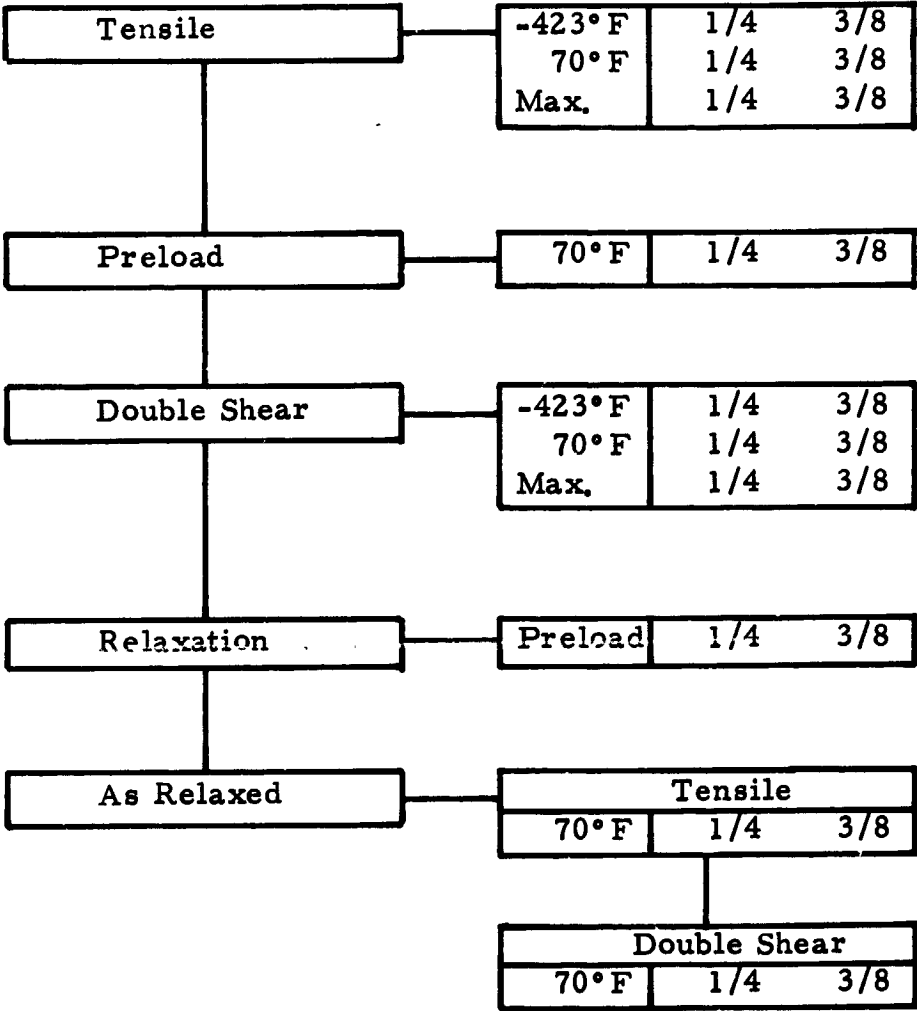 Tensile
-423°F 1/4 3/8
70°F 1/4 3/8
Max. 1/4 3/8
Preload
70°F 1/4 3/8
Double Shear
-423°F 1/4 3/8
70°F 1/4 3/8
Max. 1/4 3/8
Relaxation
Preload 1/4 3/8
As Relaxed
Tensile
70°F 1/4 3/8
Double Shear
70°F 1/4 3/8